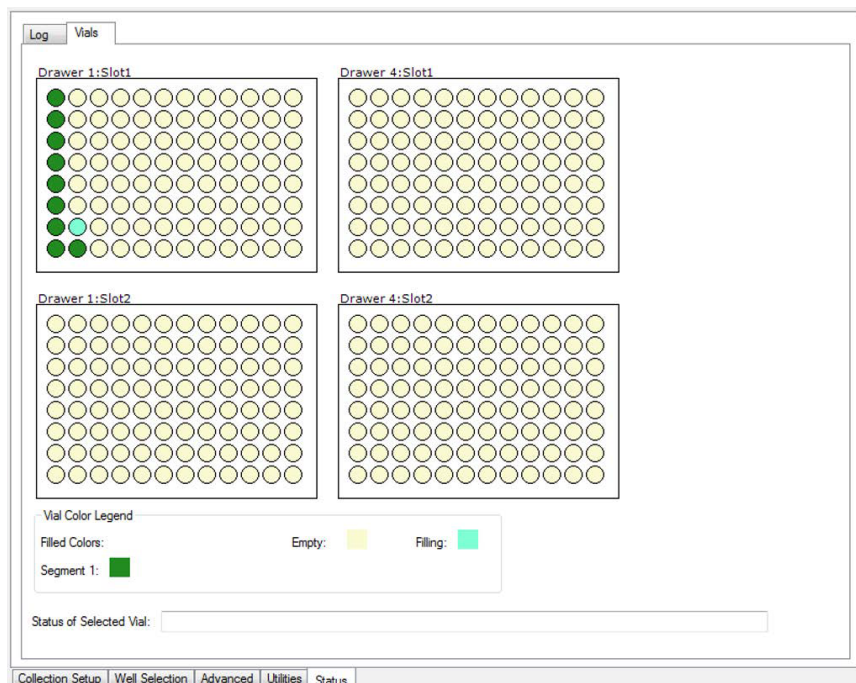 Log Vials
Drawer 1:Slot1 Drawer 4:Slot1
Drawer 1:Slot2 Drawer 4:Slot2
Vial Color Legend
Filled Colors: Empty: Filling:
Segment 1:
Status of Selected Vial:
Collection Setup Well Selection Advanced Utilities Status